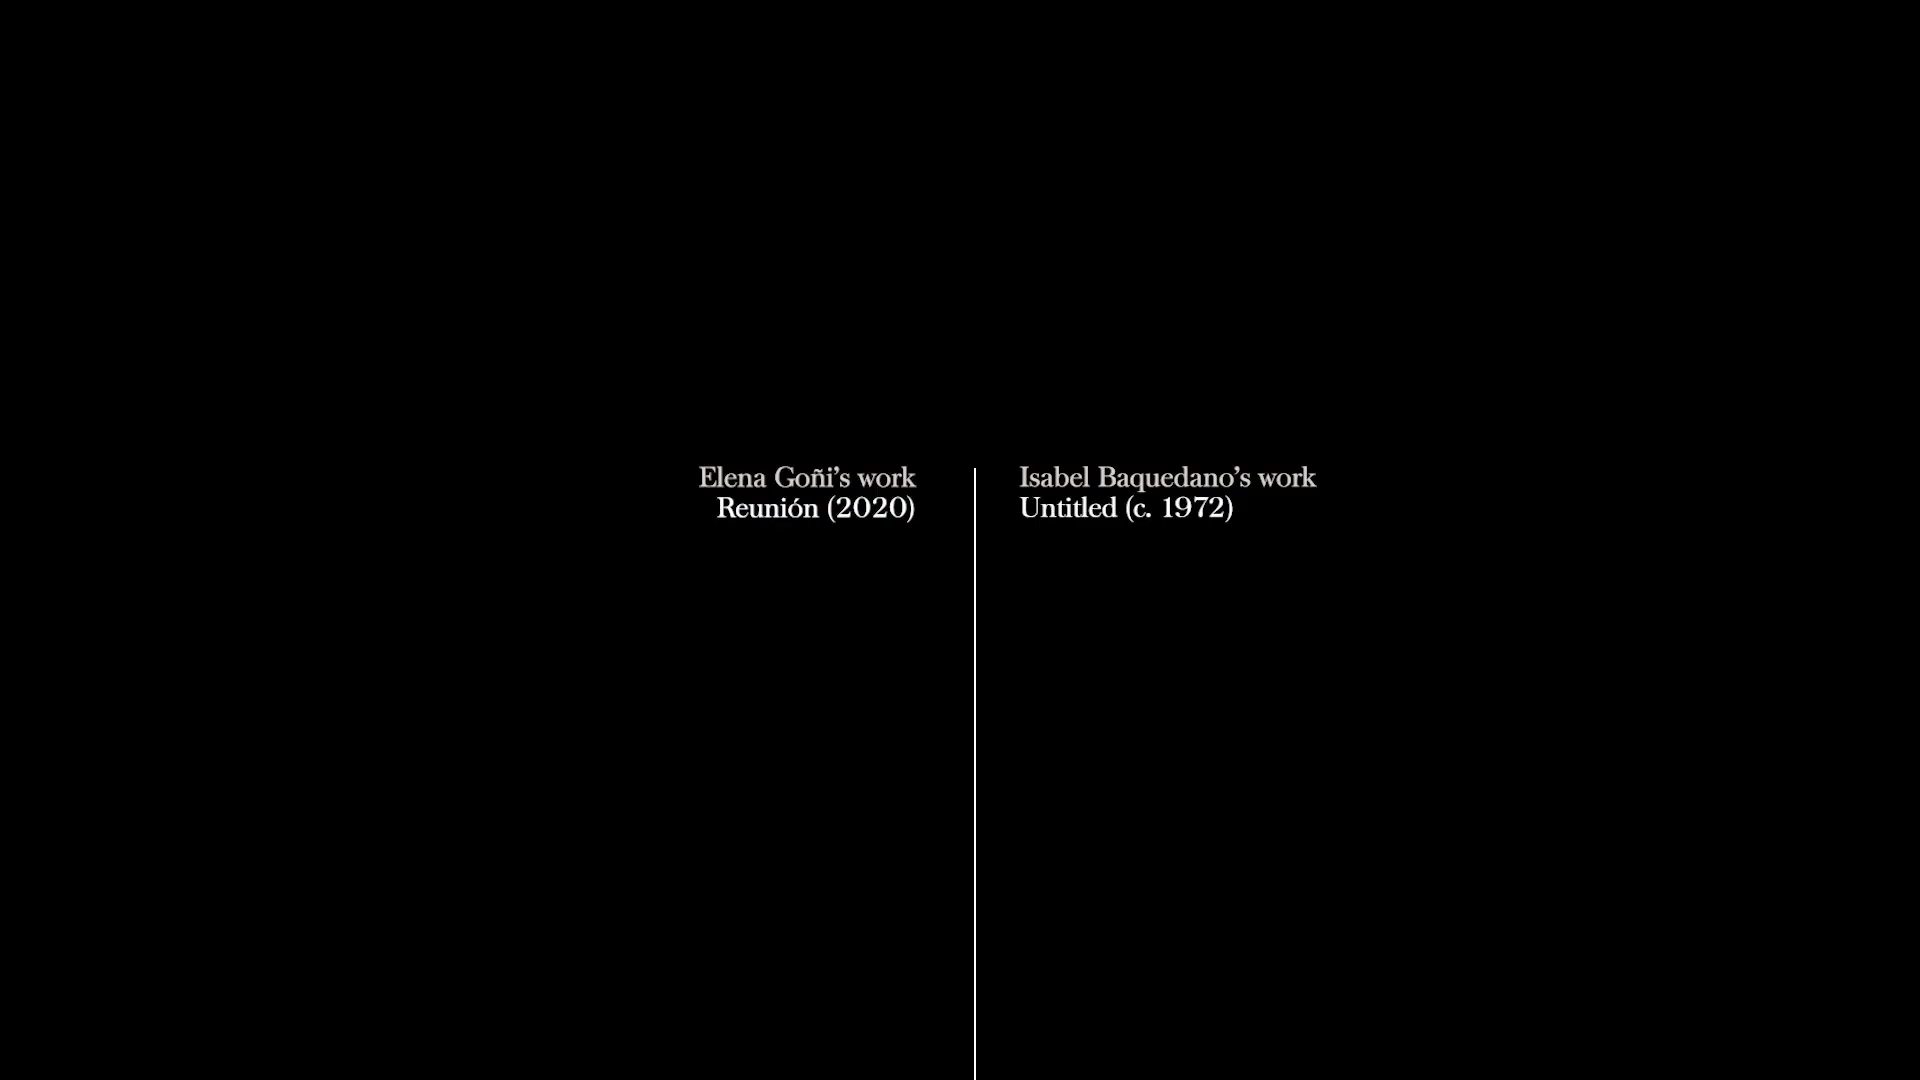 Elena Goñi’s work
Reunión (2020)
Isabel Baquedano’s work
Untitled (c. 1972)